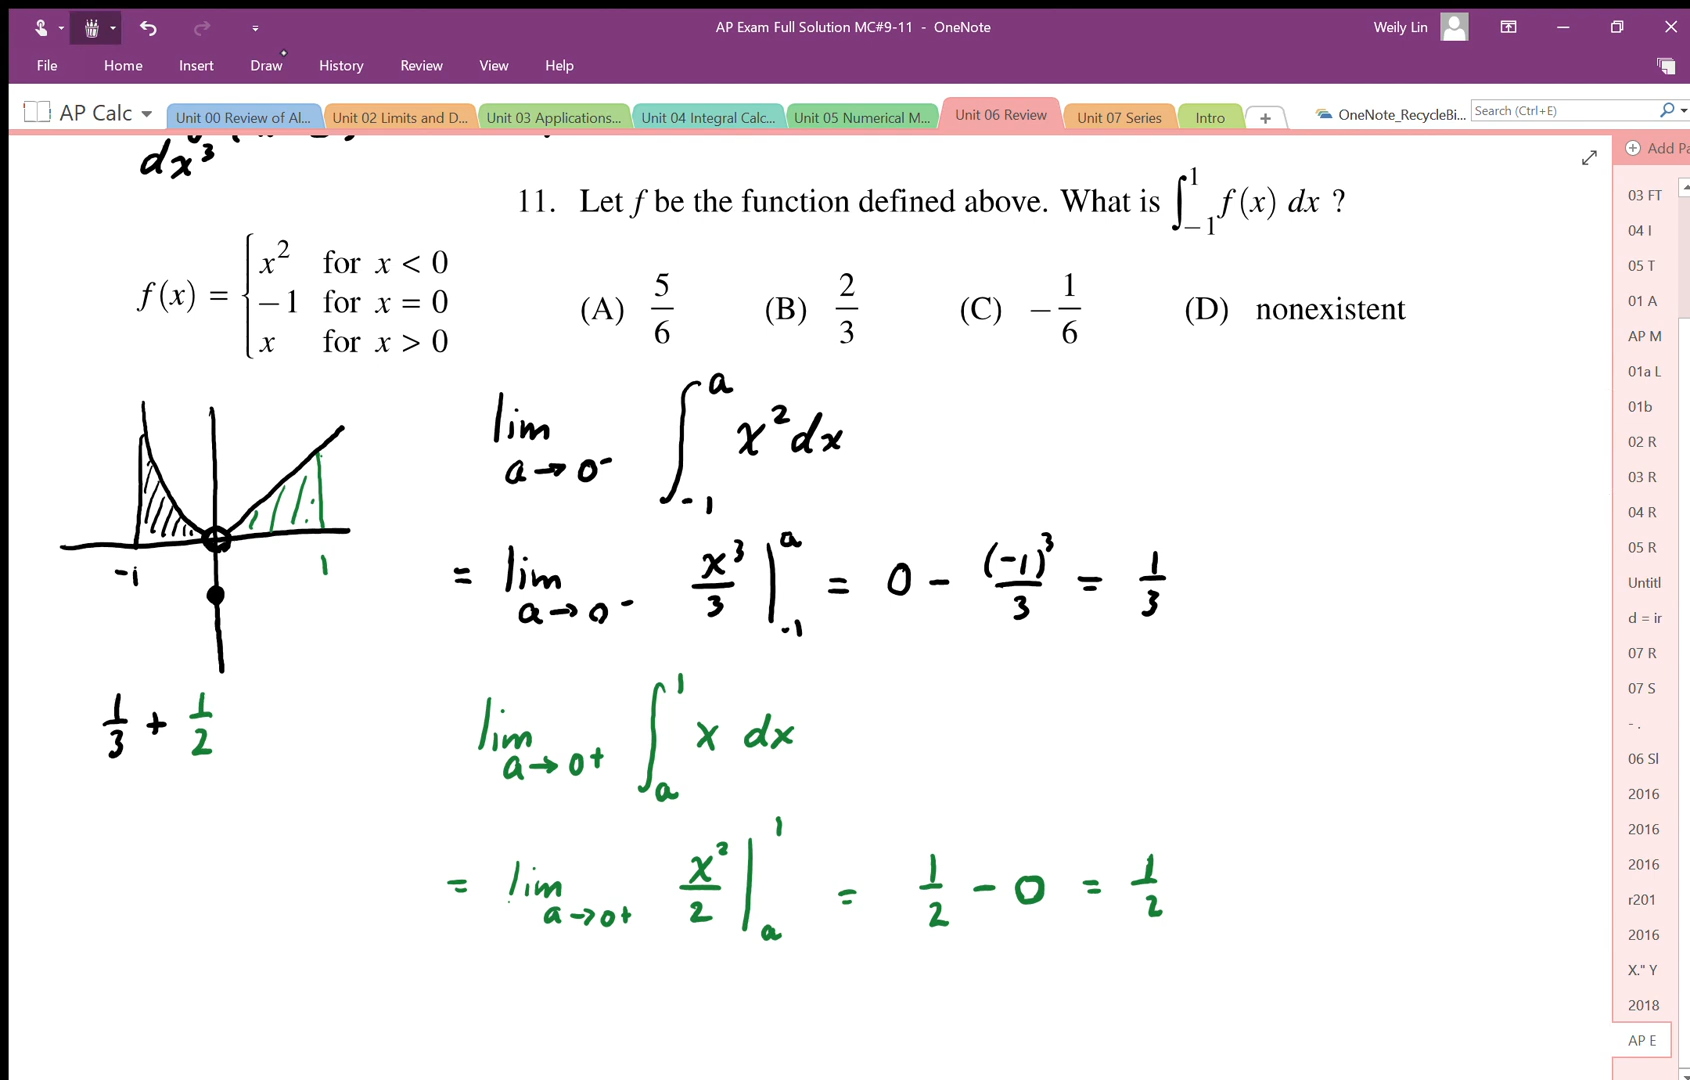 AP Exam Full Solution MC#9-11 - OneNote
Weily Lin
File Home Insert Draw History Review View Help
AP Calc
Unit 00 Review of Al... Unit 02 Limits and D... Unit 03 Applications... Unit 04 Integral Calc... Unit 05 Numerical M... Unit 06 Review Unit 07 Series Intro +
OneNote_RecycleBi...
Search (Ctrl+E)
Add Pa
dx³
11. Let f be the function defined above. What is ∫_{-1}^{1} f(x) dx ?
f(x) = { x² for x < 0
−1 for x = 0
x for x > 0
(A) 5/6 (B) 2/3 (C) −1/6 (D) nonexistent
lim a→0⁻ ∫_{-1}^{a} x² dx
= lim a→0⁻ x³/3 |_{-1}^{a} = 0 − (-1)³/3 = 1/3
-1 1
1/3 + 1/2
lim a→0+ ∫_{a}^{1} x dx
= lim a→0+ x²/2 |_{a}^{1} = 1/2 − 0 = 1/2
03 FT
04 I
05 T
01 A
AP M
01a L
01b
02 R
03 R
04 R
05 R
Untitl
d = ir
07 R
07 S
- .
06 Sl
2016
2016
2016
r201
2016
X." Y
2018
AP E